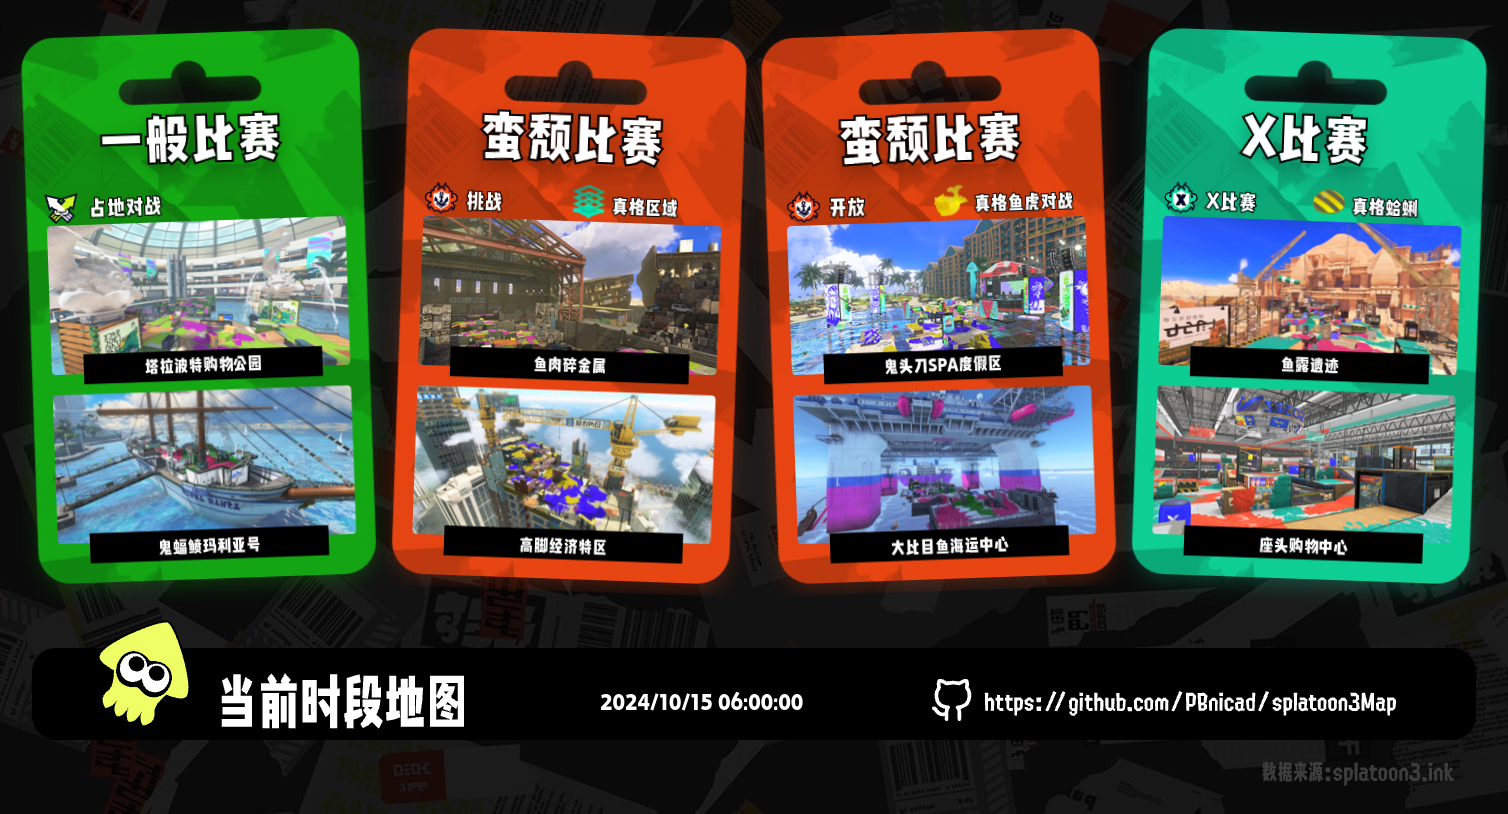 一般比赛
占地对战
塔拉波特购物公园
鬼蝠鲼玛利亚号
蛮颓比赛
挑战
真格区域
鱼肉碎金属
高脚经济特区
蛮颓比赛
开放
真格鱼虎对战
鬼头刀SPA度假区
大比目鱼海运中心
X比赛
X比赛
真格蛤蜊
鱼露遗迹
座头购物中心
当前时段地图
2024/10/15 06:00:00
https://github.com/PBnicad/splatoon3Map
数据来源:splatoon3.ink